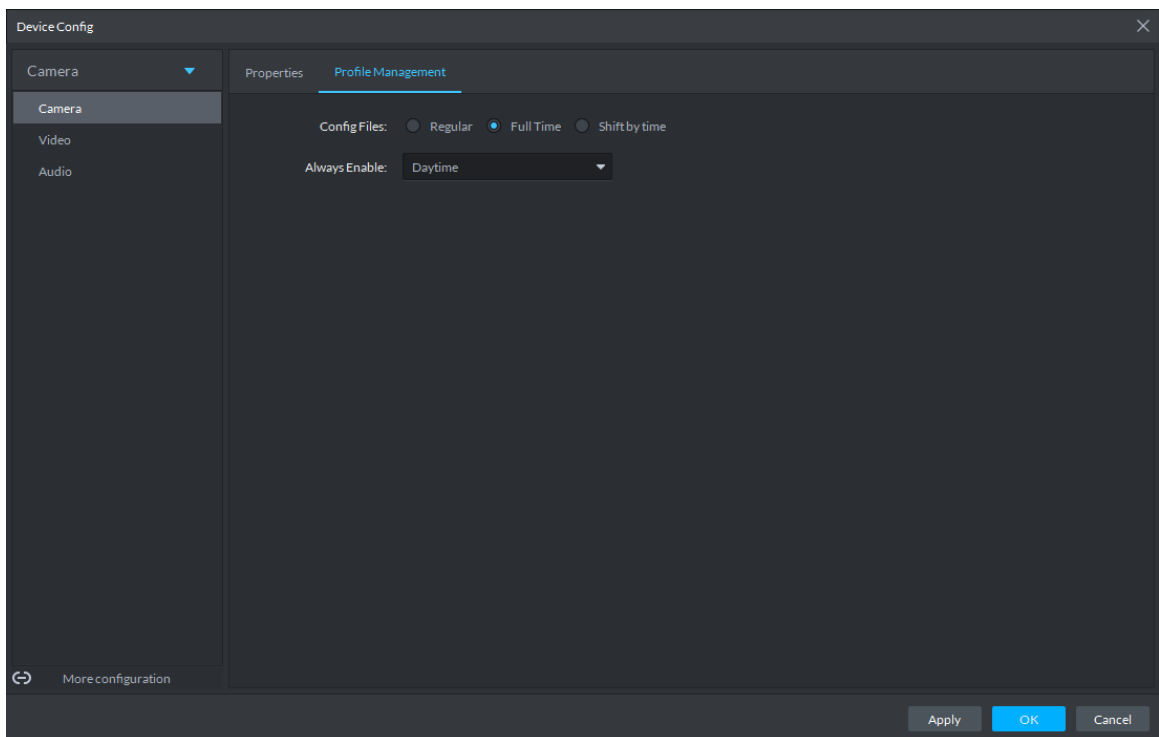 Device Config
Camera
Properties Profile Management
Camera
Config Files: Regular Full Time Shift by time
Video
Always Enable: Daytime
Audio
More configuration
Apply OK Cancel